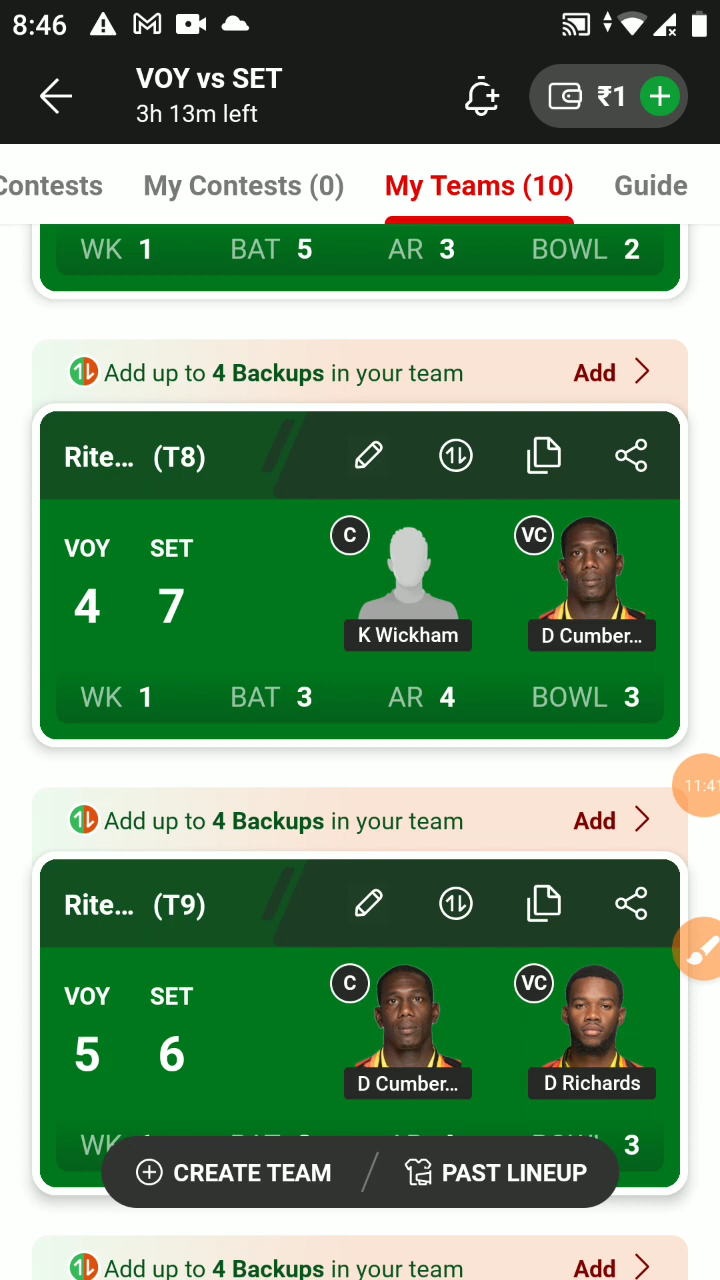 8:46
VOY vs SET
3h 13m left
₹1
Contests My Contests (0) My Teams (10) Guide
WK 1 BAT 5 AR 3 BOWL 2
Add up to 4 Backups in your team Add
Rite... (T8)
VOY SET C VC
4 7
K Wickham D Cumber...
WK 1 BAT 3 AR 4 BOWL 3
11:41
Add up to 4 Backups in your team Add
Rite... (T9)
VOY SET C VC
5 6
D Cumber... D Richards
WK BOWL 3
CREATE TEAM PAST LINEUP
Add up to 4 Backups in your team Add